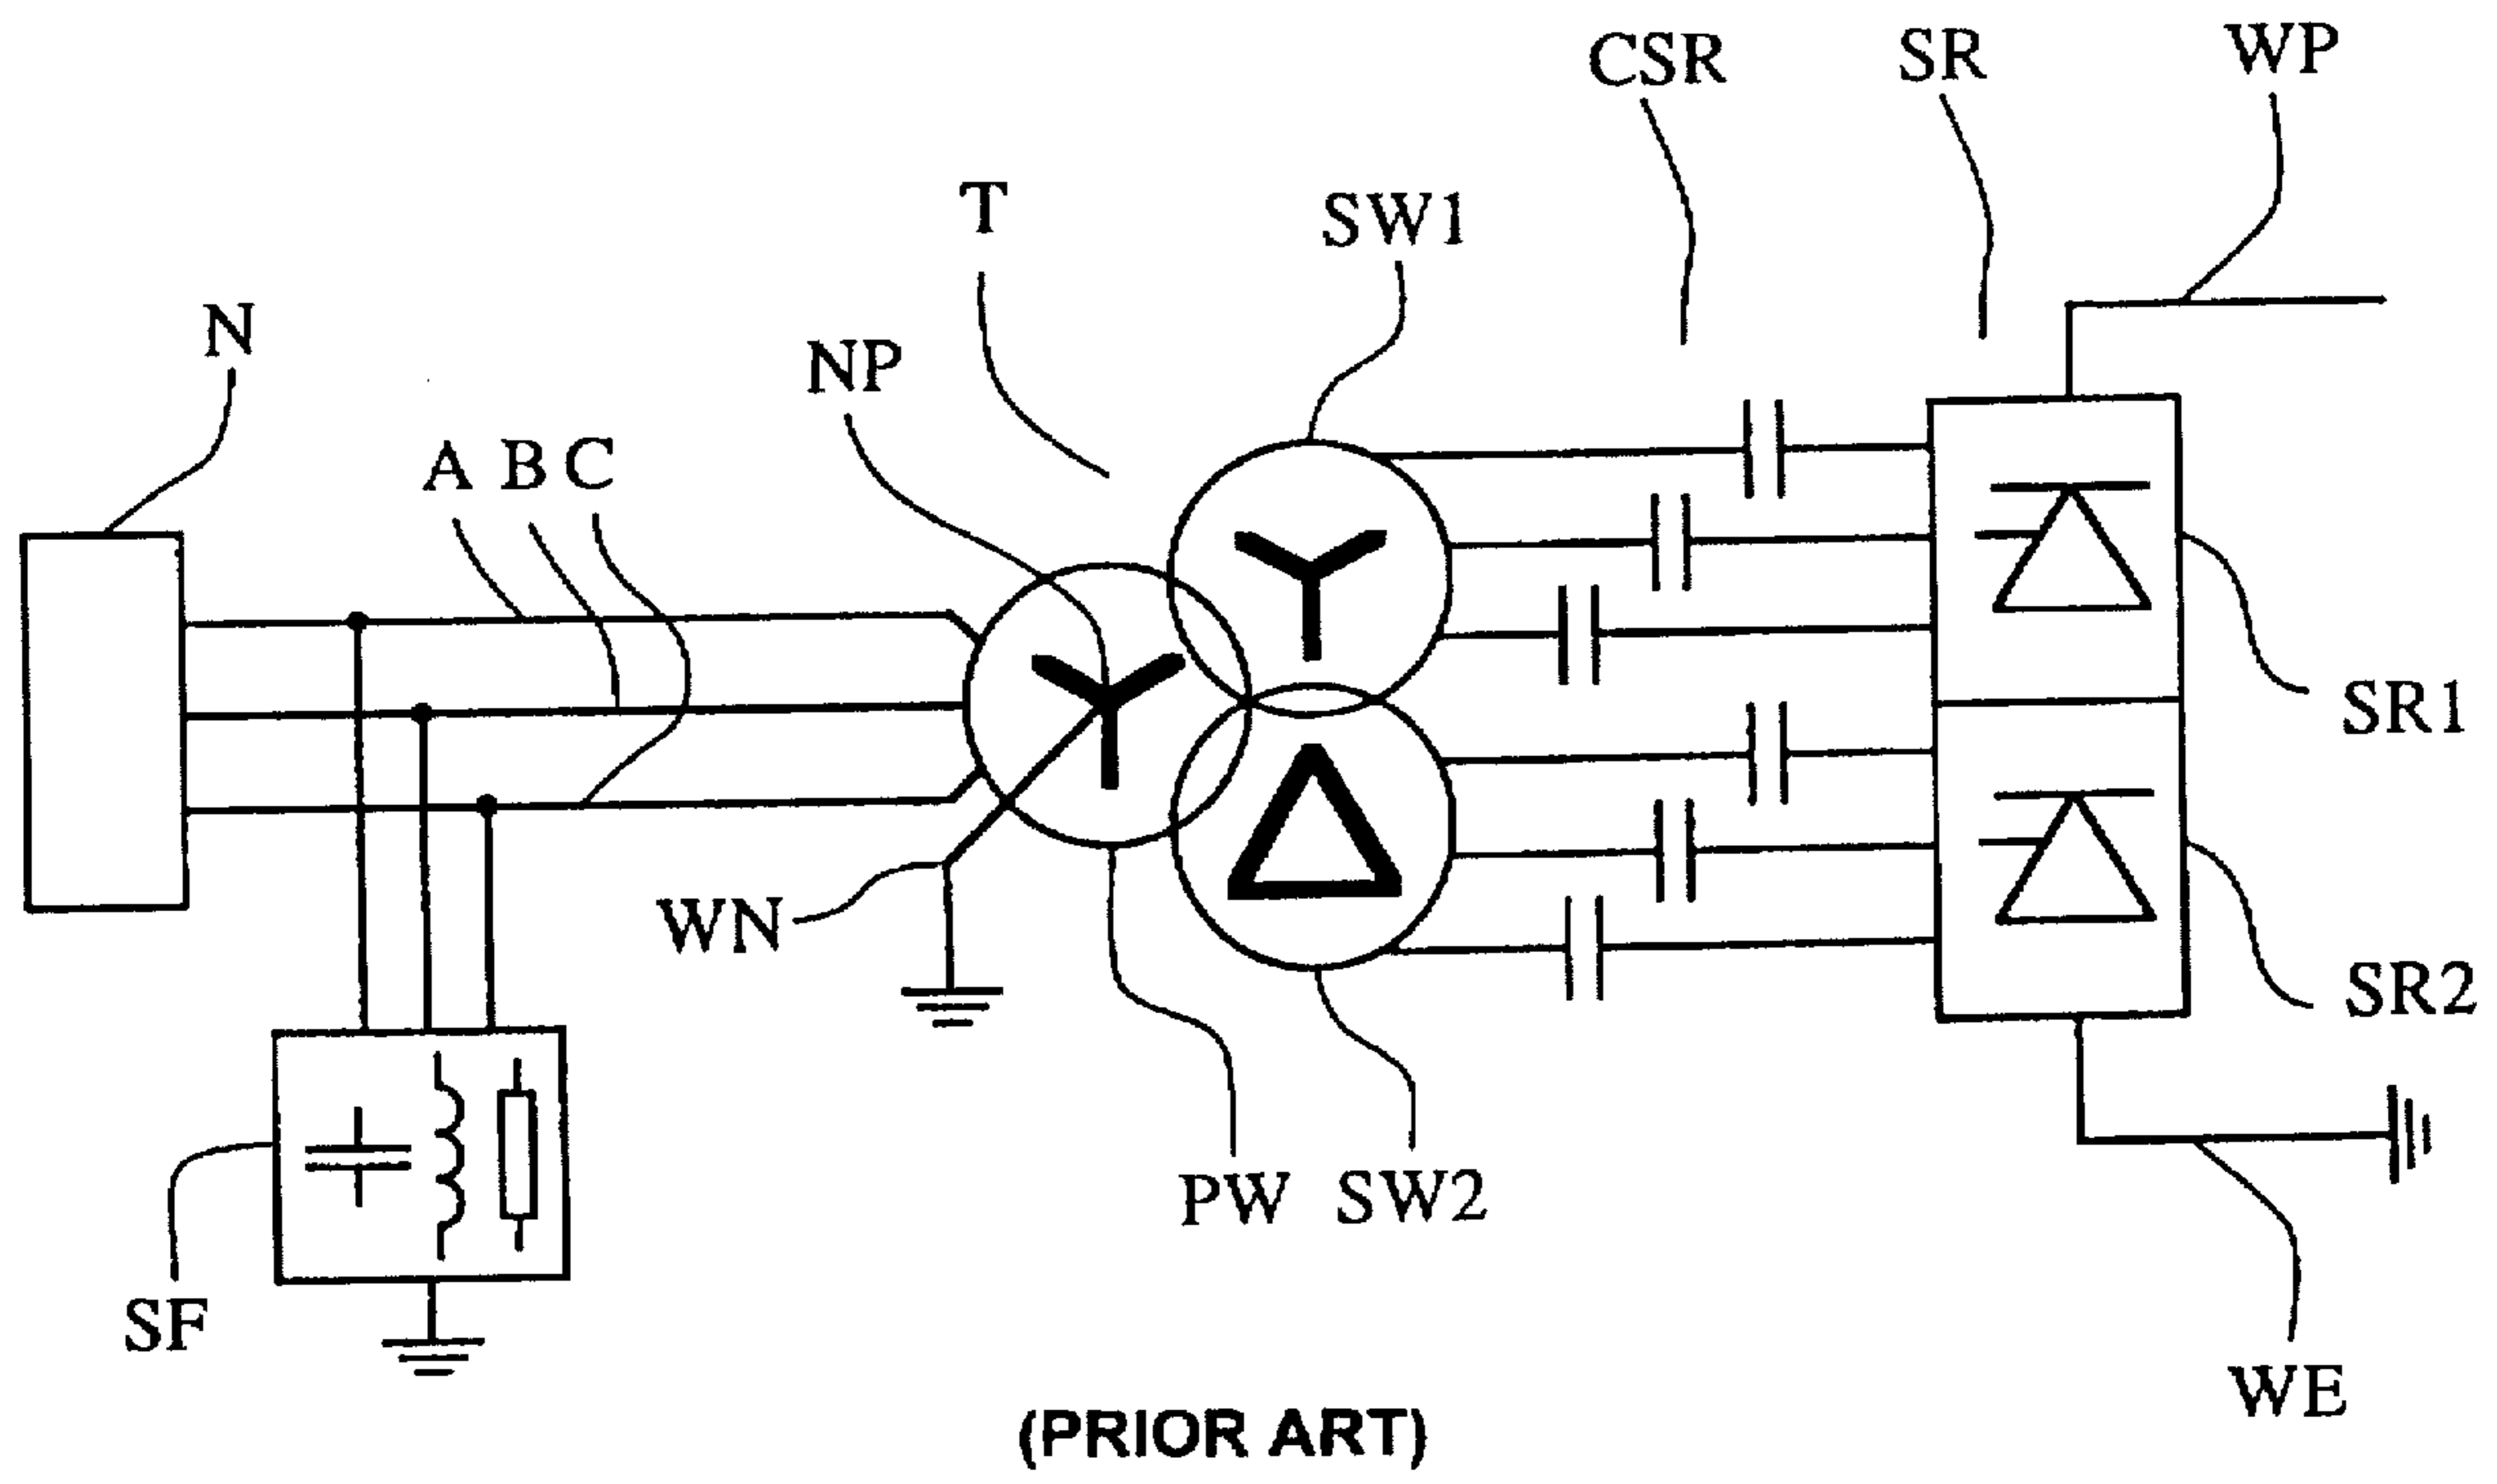 CSR SR WP
T SW1
N NP
A B C
SR1
WN
SR2
PW SW2
SF
WE
(PRIOR ART)